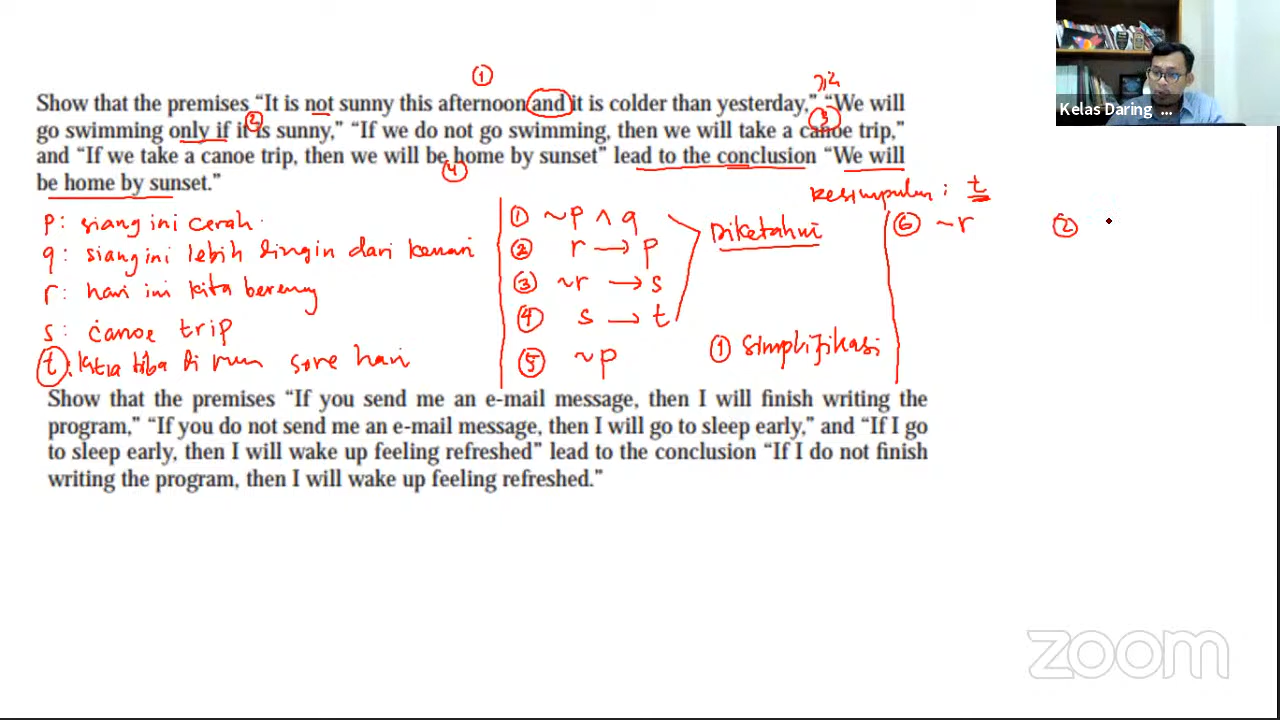 Show that the premises “It is not sunny this afternoon and it is colder than yesterday,” “We will
go swimming only if it is sunny,” “If we do not go swimming, then we will take a canoe trip,”
and “If we take a canoe trip, then we will be home by sunset” lead to the conclusion “We will
be home by sunset.”
①
②
③
④
Kelas Daring ...
kesimpulan : t
p : siang ini cerah
q : siang ini lebih dingin dari kemari
r : hari ini kita berenang
s : canoe trip
t : kita tiba di rum sore hari
① ~p ∧ q
② r → p
③ ~r → s
④ s → t
⑤ ~p
Diketahui
① Simplifikasi
⑥ ~r ②
Show that the premises “If you send me an e-mail message, then I will finish writing the
program,” “If you do not send me an e-mail message, then I will go to sleep early,” and “If I go
to sleep early, then I will wake up feeling refreshed” lead to the conclusion “If I do not finish
writing the program, then I will wake up feeling refreshed.”
zoom